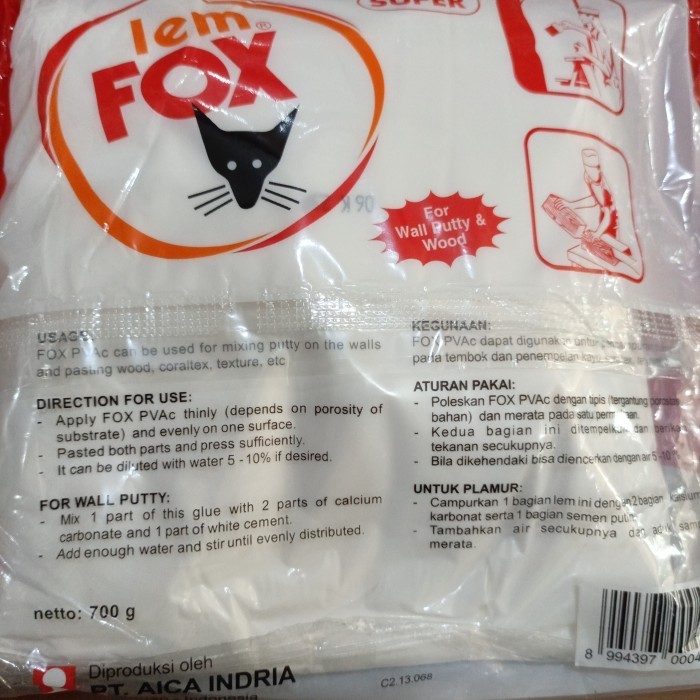 SUPER
lem®
FOX
For
Wall Putty &
Wood
USAGE:
FOX PVAc can be used for mixing putty on the walls
and pasting wood, coraltex, texture, etc
DIRECTION FOR USE:
- Apply FOX PVAc thinly (depends on porosity of
substrate) and evenly on one surface.
- Pasted both parts and press sufficiently.
- It can be diluted with water 5 -10% if desired.
FOR WALL PUTTY:
- Mix 1 part of this glue with 2 parts of calcium
carbonate and 1 part of white cement.
- Add enough water and stir until evenly distributed.
netto: 700 g
KEGUNAAN:
FOX PVAc dapat digunakan untuk
pada tembok dan penempelan
ATURAN PAKAI:
- Poleskan FOX PVAc dengan tipis (tergantung
bahan) dan merata pada satu permukaan.
- Kedua bagian ini ditempelkan dan
tekanan secukupnya.
- Bila dikehendaki bisa diencerkan dengan air 5 -10
UNTUK PLAMUR:
- Campurkan 1 bagian lem ini dengan 2 bagian
karbonat serta 1 bagian semen putih.
- Tambahkan air secukupnya dan
merata.
8 994397 0004
Diproduksi oleh
PT. AICA INDRIA
Indonesia
C2.13.068